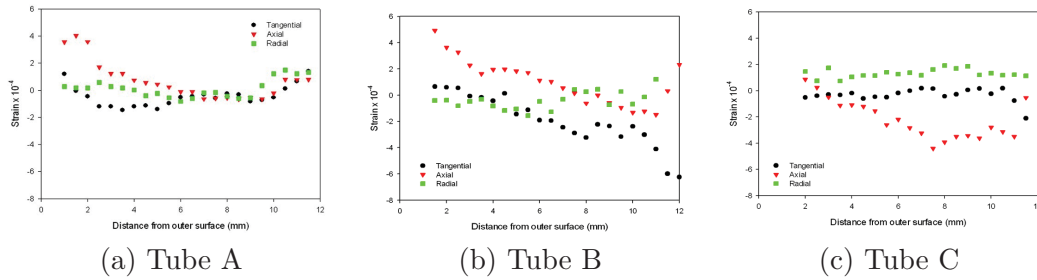 6
4
2
0
-2
-4
-6
-8
Strain x 10⁻⁴
Tangential
Axial
Radial
0 2 4 6 8 10 12
Distance from outer surface (mm)
(a) Tube A
6
4
2
0
-2
-4
-6
-8
Strain x 10⁻⁴
Tangential
Axial
Radial
0 2 4 6 8 10 12
Distance from outer surface (mm)
(b) Tube B
6
4
2
0
-2
-4
-6
-8
Strain x 10⁻⁴
Tangential
Axial
Radial
0 2 4 6 8 10
Distance from outer surface (mm)
(c) Tube C